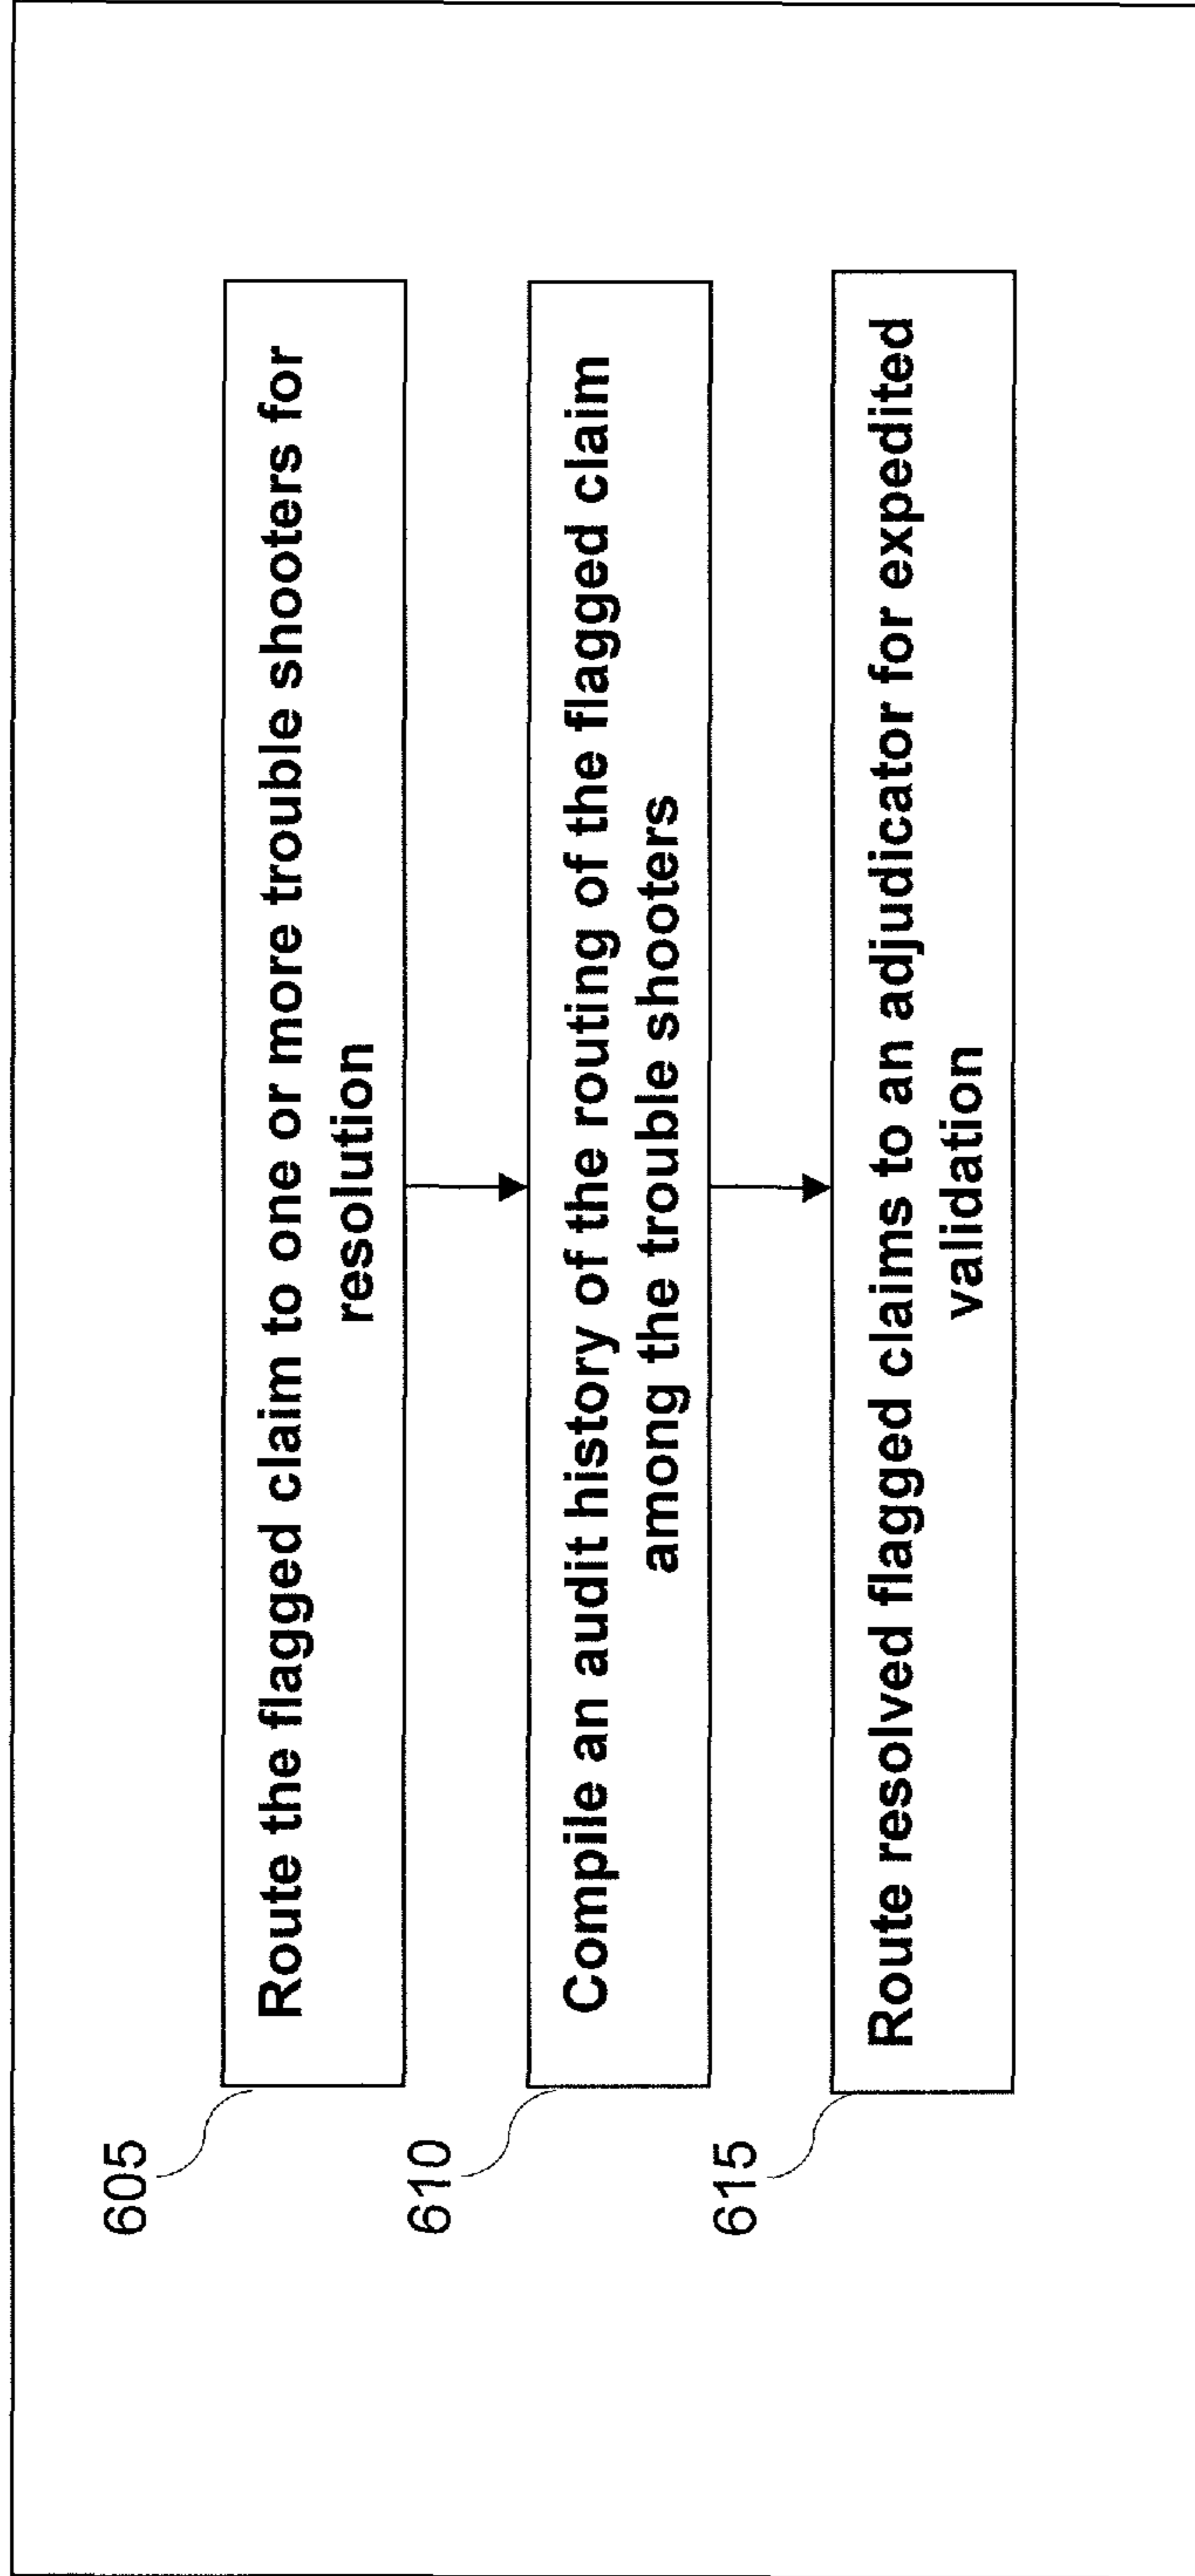 605
Route the flagged claim to one or more trouble shooters for
resolution
610
Compile an audit history of the routing of the flagged claim
among the trouble shooters
615
Route resolved flagged claims to an adjudicator for expedited
validation